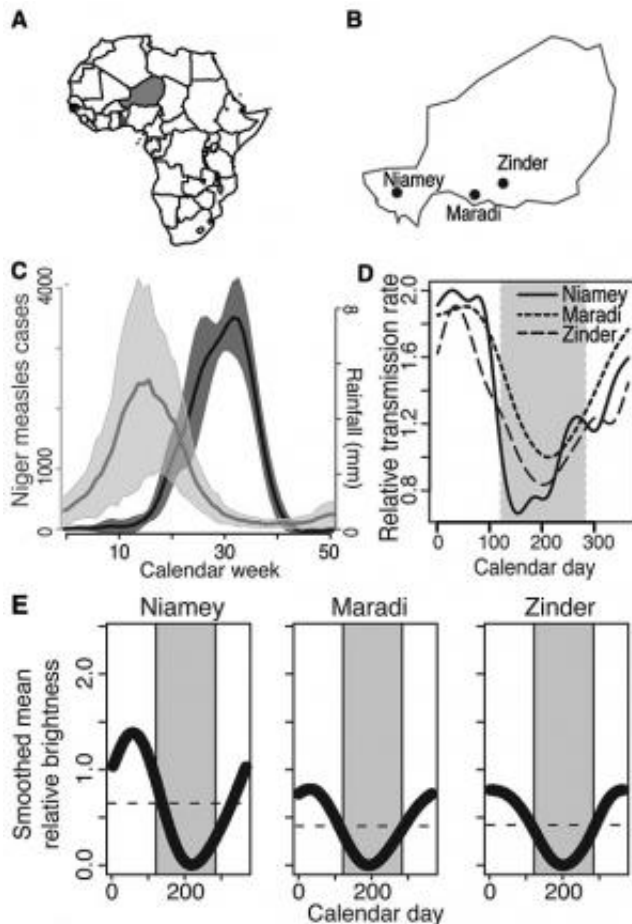 A
B
Niamey
Zinder
Maradi
C
Niger measles cases
4000
1000
0
8
0
Rainfall (mm)
10
30
50
Calendar week
D
Relative transmission rate
2.0
1.6
1.2
0.8
Niamey
Maradi
Zinder
0
100
200
300
Calendar day
E
Niamey
Maradi
Zinder
Smoothed mean
relative brightness
2.0
1.0
0.0
0
200
0
200
0
200
Calendar day